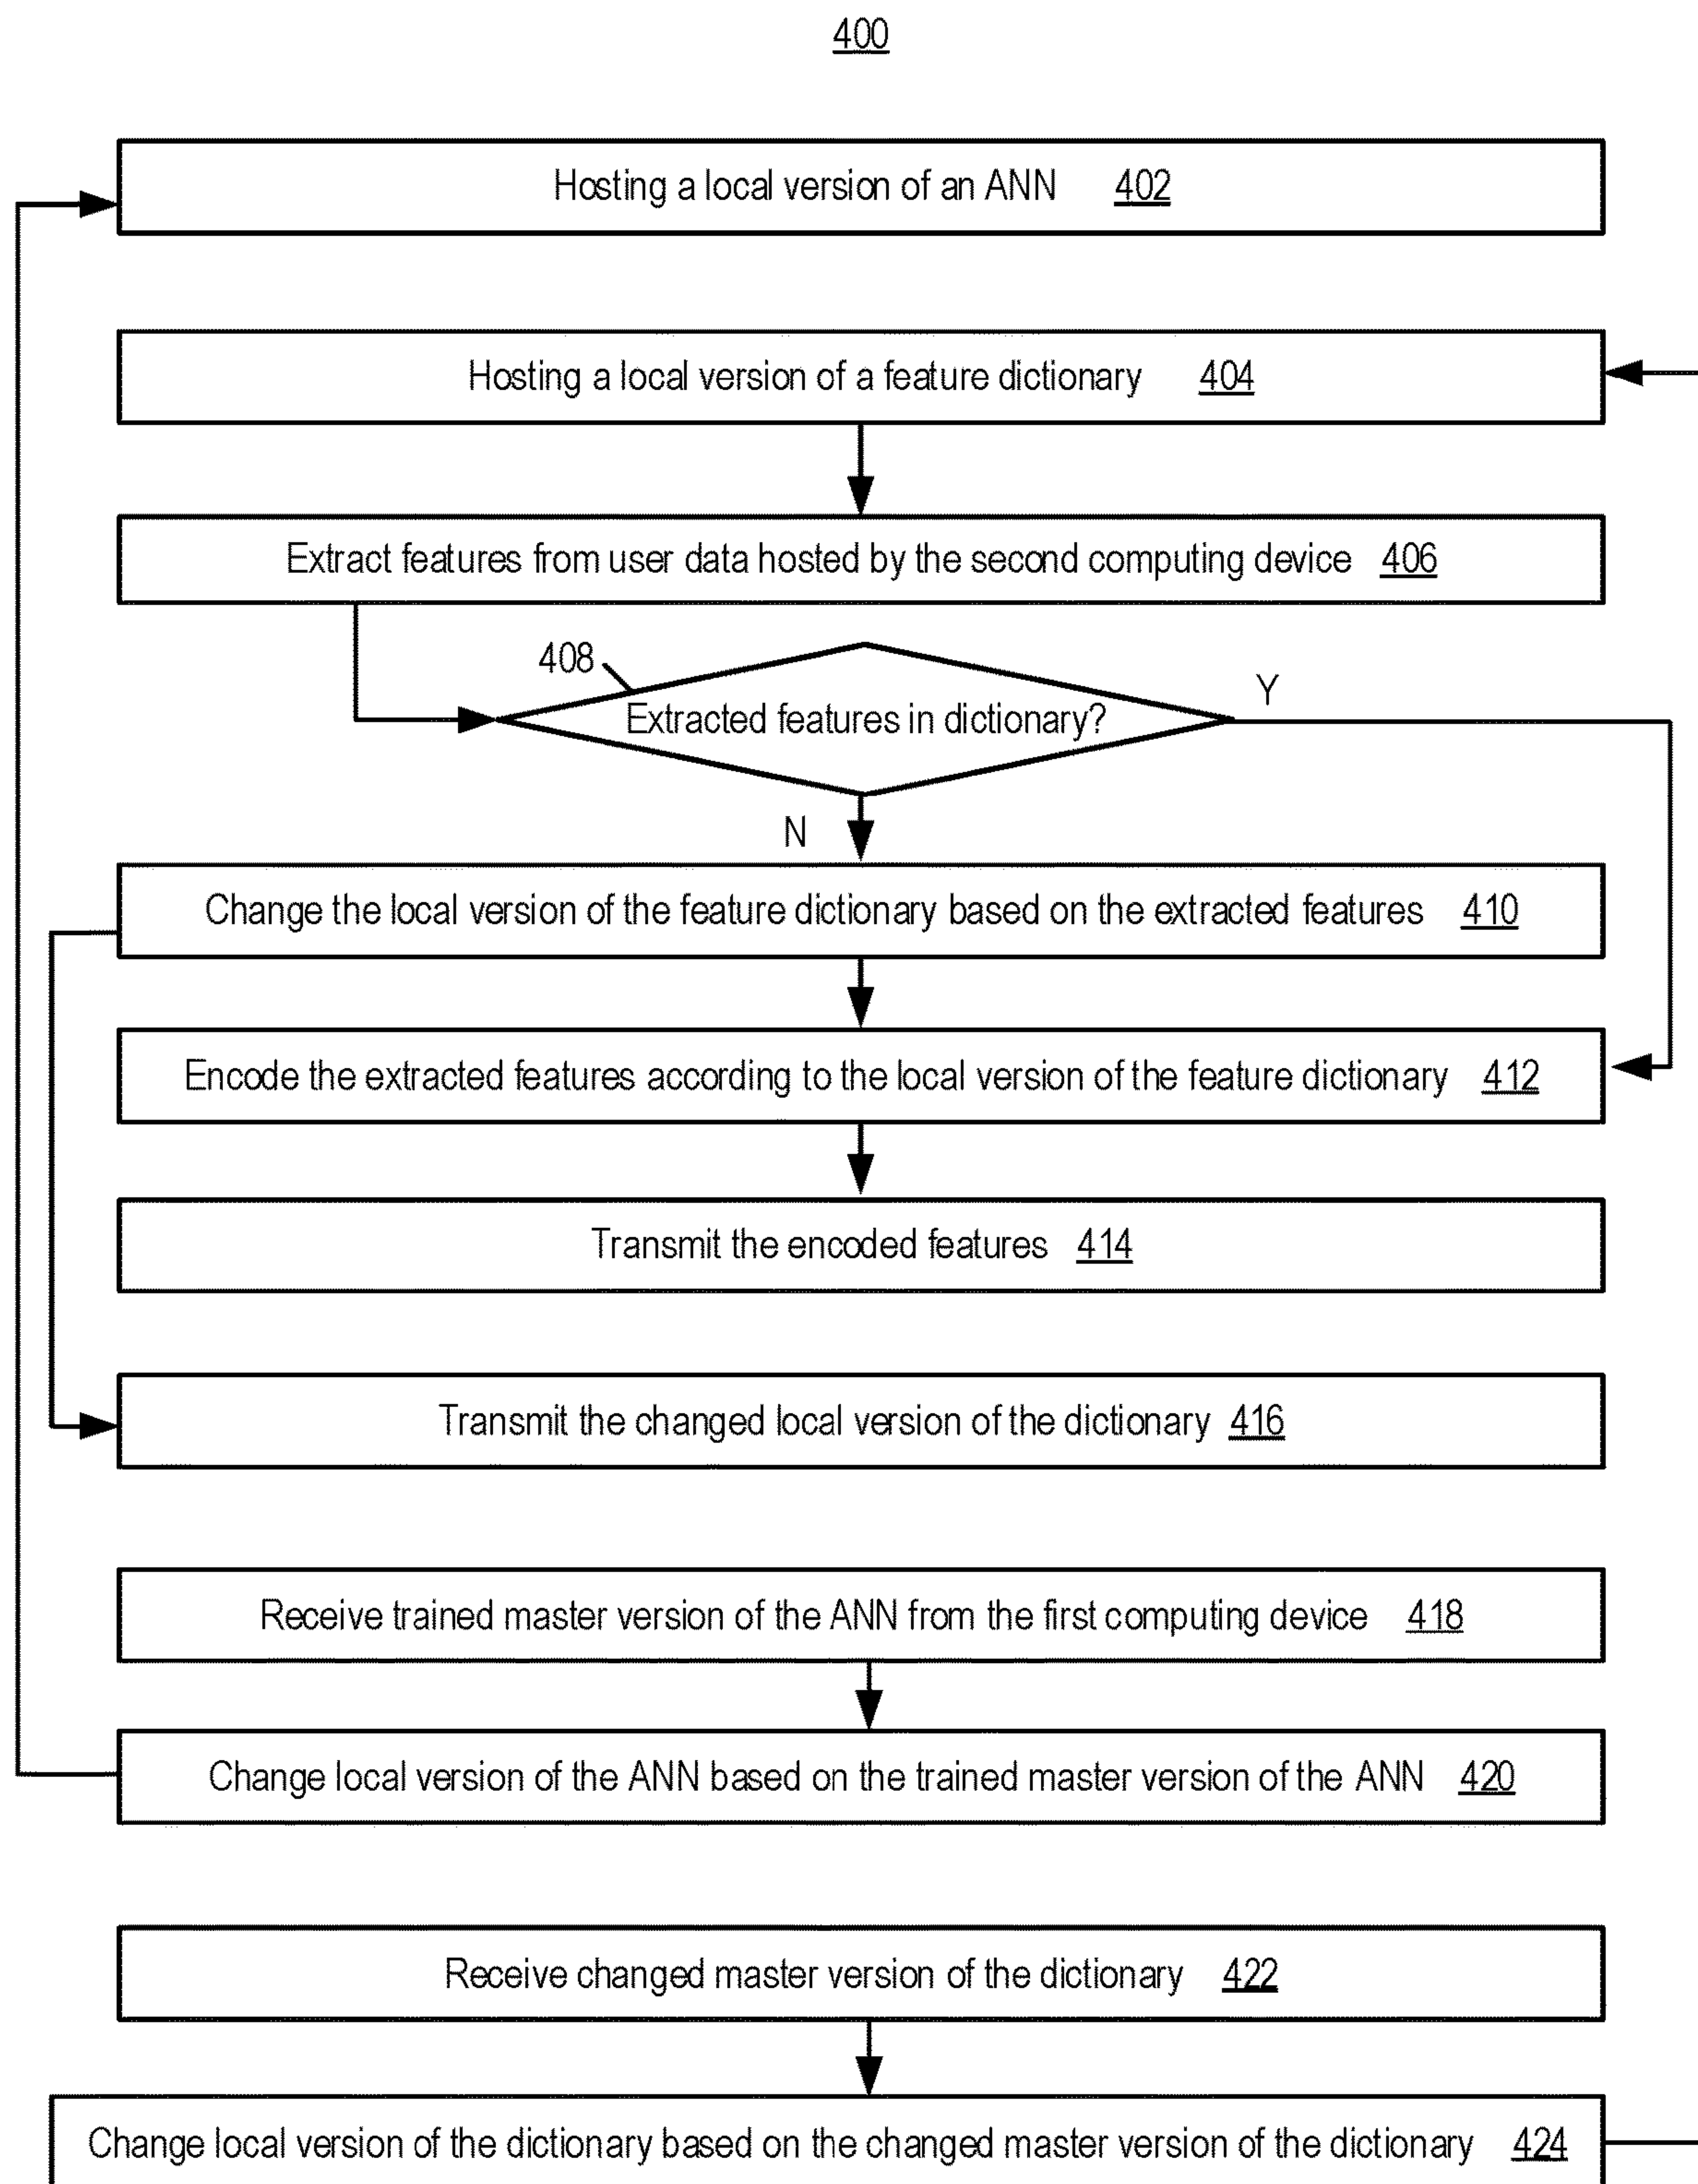 400
Hosting a local version of an ANN 402
Hosting a local version of a feature dictionary 404
Extract features from user data hosted by the second computing device 406
408
Extracted features in dictionary?
Y
N
Change the local version of the feature dictionary based on the extracted features 410
Encode the extracted features according to the local version of the feature dictionary 412
Transmit the encoded features 414
Transmit the changed local version of the dictionary 416
Receive trained master version of the ANN from the first computing device 418
Change local version of the ANN based on the trained master version of the ANN 420
Receive changed master version of the dictionary 422
Change local version of the dictionary based on the changed master version of the dictionary 424